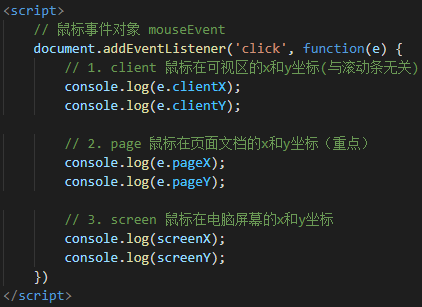 <script>
// 鼠标事件对象 mouseEvent
document.addEventListener('click', function(e) {
// 1. client 鼠标在可视区的x和y坐标(与滚动条无关)
console.log(e.clientX);
console.log(e.clientY);
// 2. page 鼠标在页面文档的x和y坐标（重点）
console.log(e.pageX);
console.log(e.pageY);
// 3. screen 鼠标在电脑屏幕的x和y坐标
console.log(screenX);
console.log(screenY);
})
</script>